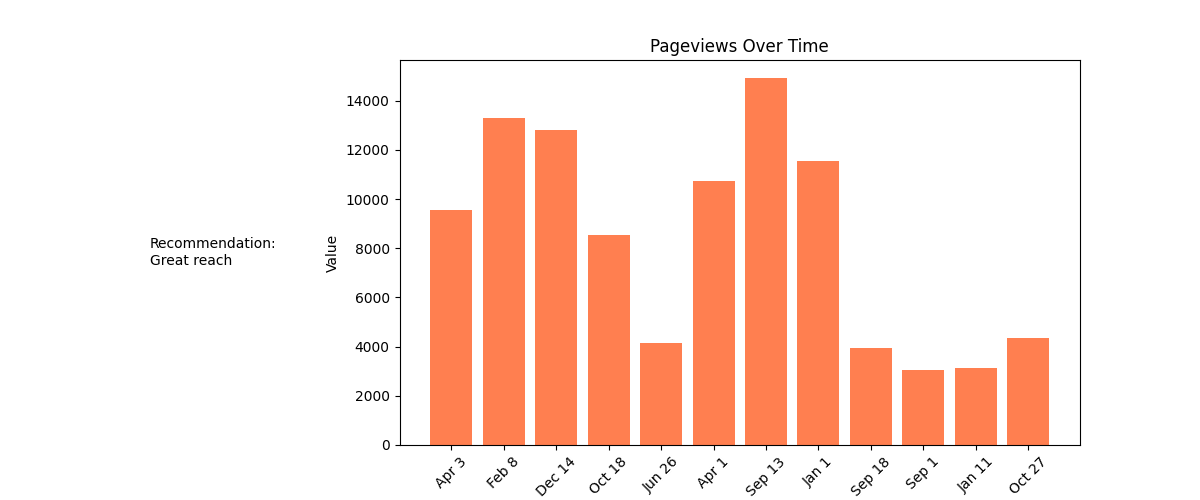 Pageviews Over Time
Recommendation:
Great reach
Value
14000
12000
10000
8000
6000
4000
2000
0
Apr 3
Feb 8
Dec 14
Oct 18
Jun 26
Apr 1
Sep 13
Jan 1
Sep 18
Sep 1
Jan 11
Oct 27